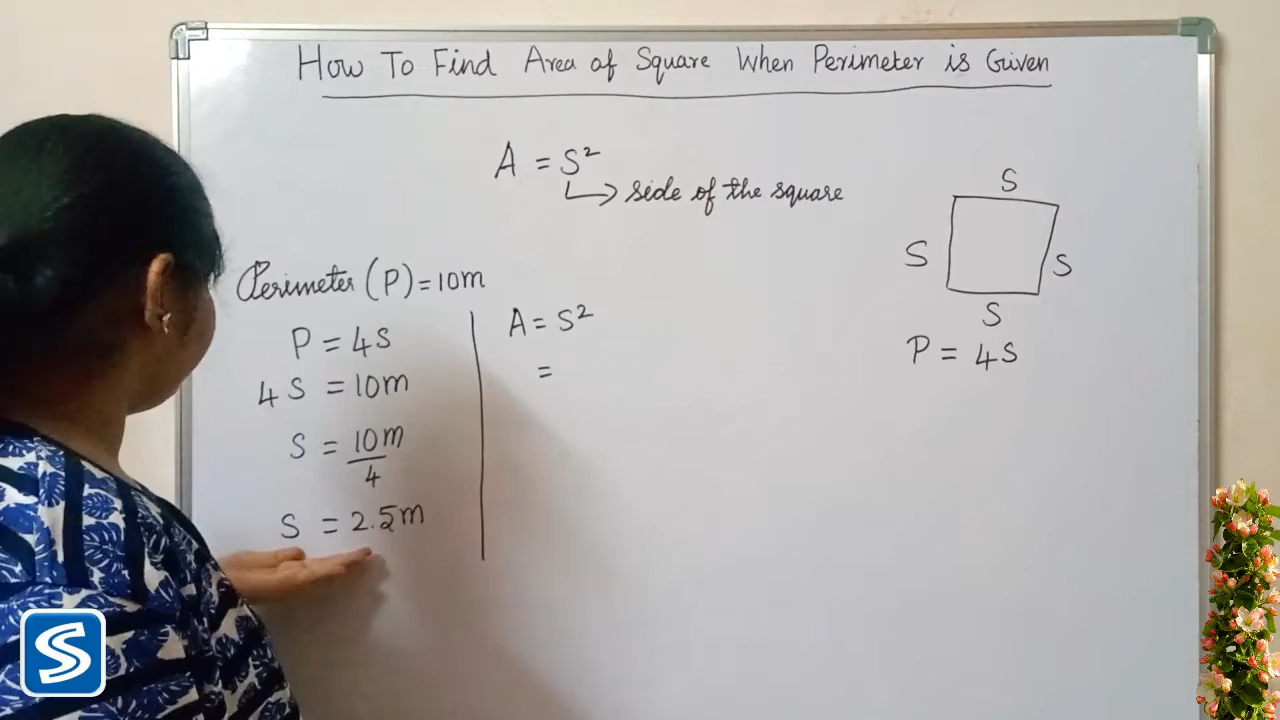 How To Find Area of Square When Perimeter is Given
A = S²
side of the square
S
S
S
S
P = 4S
Perimeter (P) = 10m
P = 4S
4S = 10m
S = 10m
4
S = 2.5m
A = S²
=
S